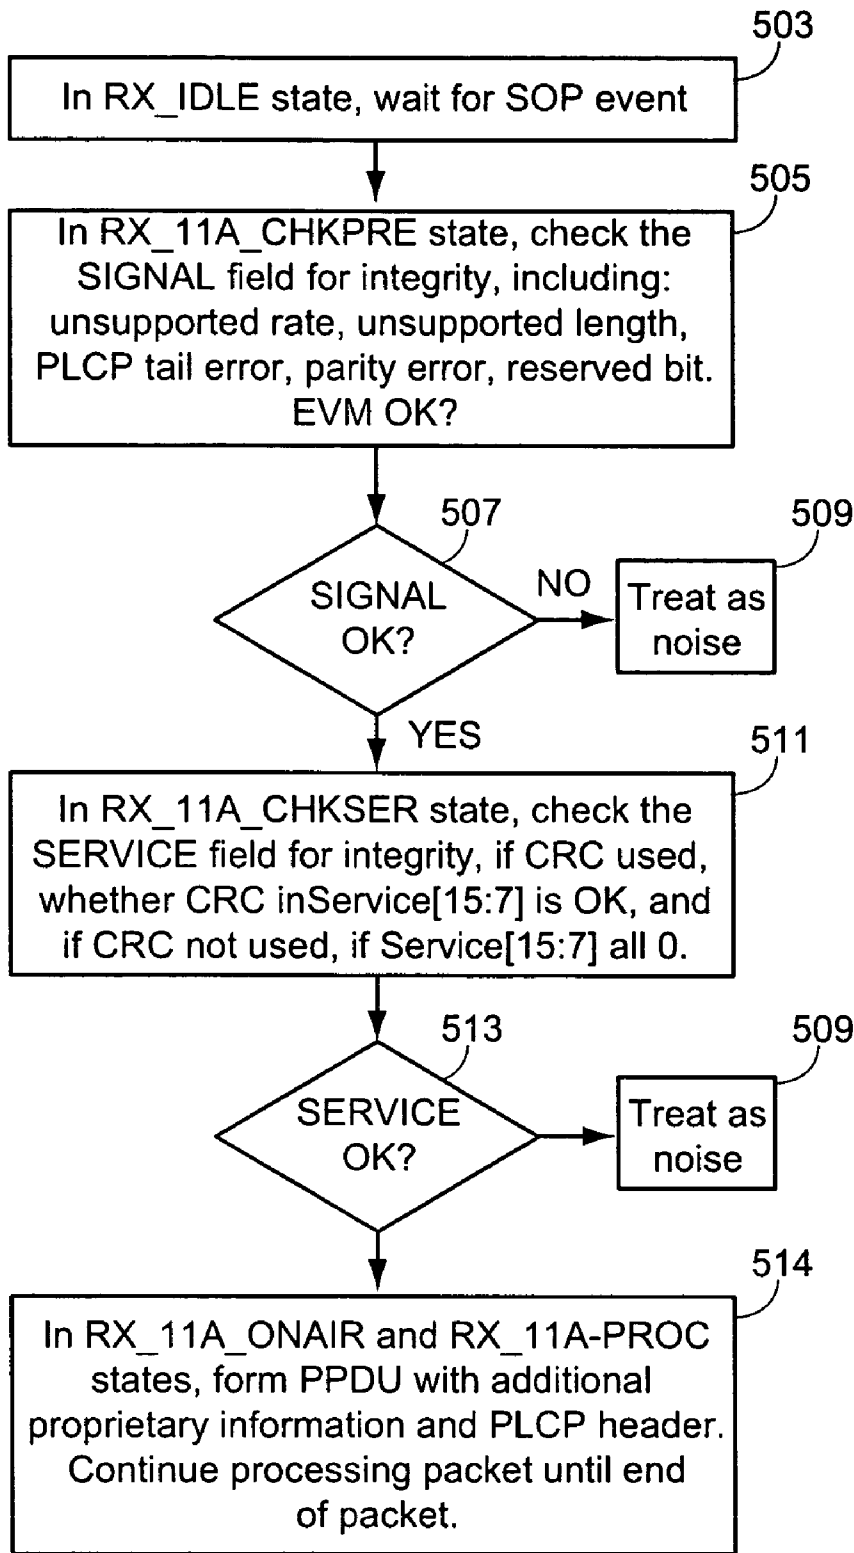 503
In RX_IDLE state, wait for SOP event
505
In RX_11A_CHKPRE state, check the
SIGNAL field for integrity, including:
unsupported rate, unsupported length,
PLCP tail error, parity error, reserved bit.
EVM OK?
507
SIGNAL
OK?
NO
509
Treat as
noise
YES
511
In RX_11A_CHKSER state, check the
SERVICE field for integrity, if CRC used,
whether CRC inService[15:7] is OK, and
if CRC not used, if Service[15:7] all 0.
513
SERVICE
OK?
509
Treat as
noise
514
In RX_11A_ONAIR and RX_11A-PROC
states, form PPDU with additional
proprietary information and PLCP header.
Continue processing packet until end
of packet.